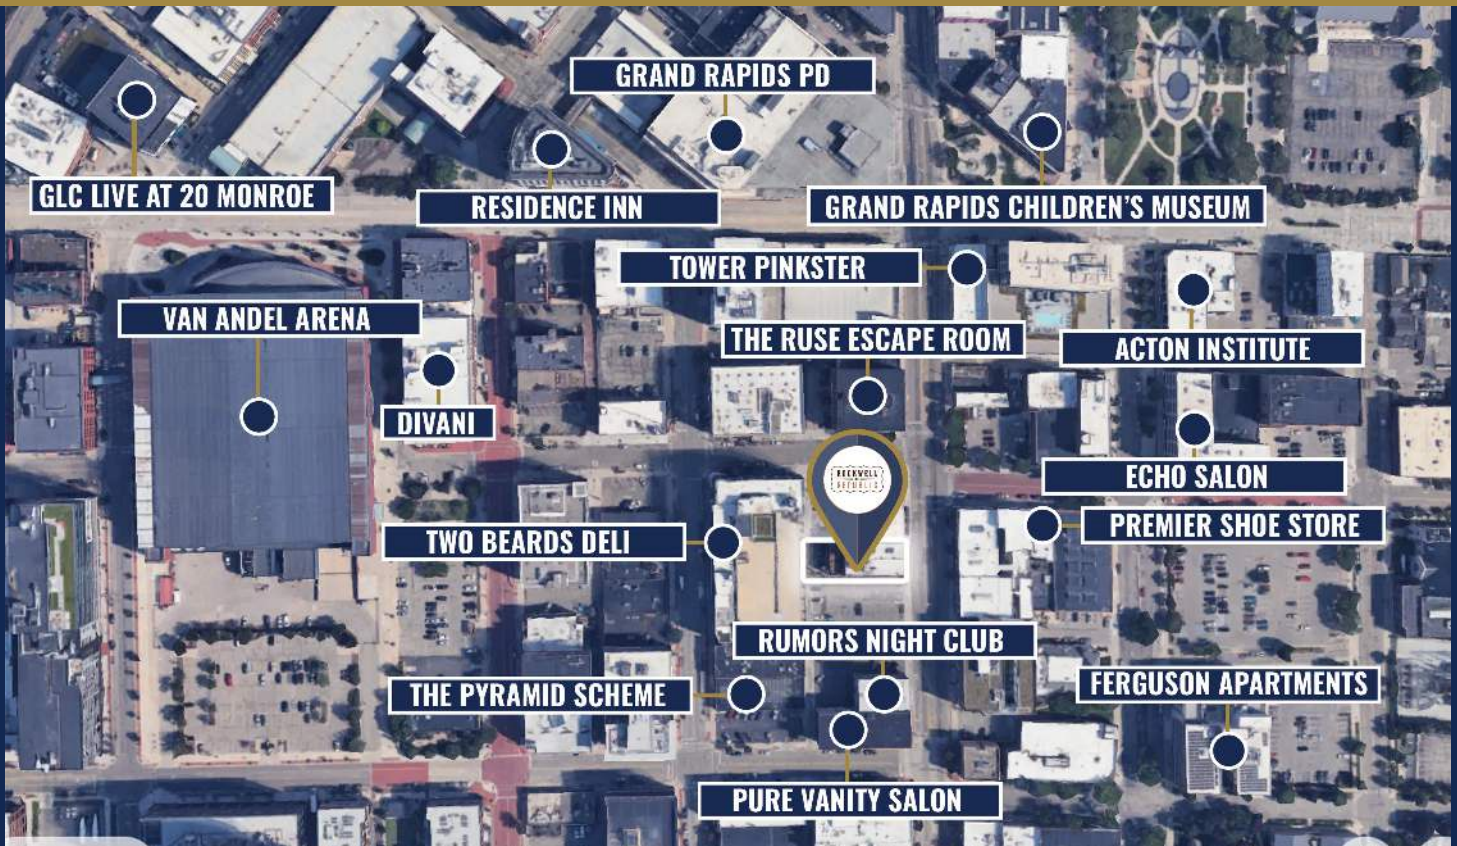 GRAND RAPIDS PD
GLC LIVE AT 20 MONROE
RESIDENCE INN
GRAND RAPIDS CHILDREN'S MUSEUM
TOWER PINKSTER
VAN ANDEL ARENA
THE RUSE ESCAPE ROOM
ACTON INSTITUTE
DIVANI
ECHO SALON
ROCKWELL
REPUBLIC
PREMIER SHOE STORE
TWO BEARDS DELI
RUMORS NIGHT CLUB
FERGUSON APARTMENTS
THE PYRAMID SCHEME
PURE VANITY SALON